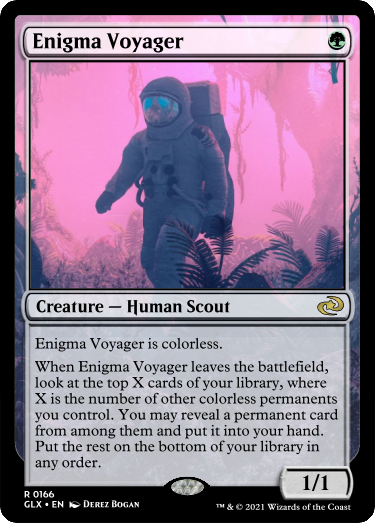 Enigma Voyager
Creature — Human Scout
Enigma Voyager is colorless.
When Enigma Voyager leaves the battlefield,
look at the top X cards of your library, where
X is the number of other colorless permanents
you control. You may reveal a permanent card
from among them and put it into your hand.
Put the rest on the bottom of your library in
any order.
1/1
R 0166
GLX • EN Derez Bogan
™ & © 2021 Wizards of the Coast